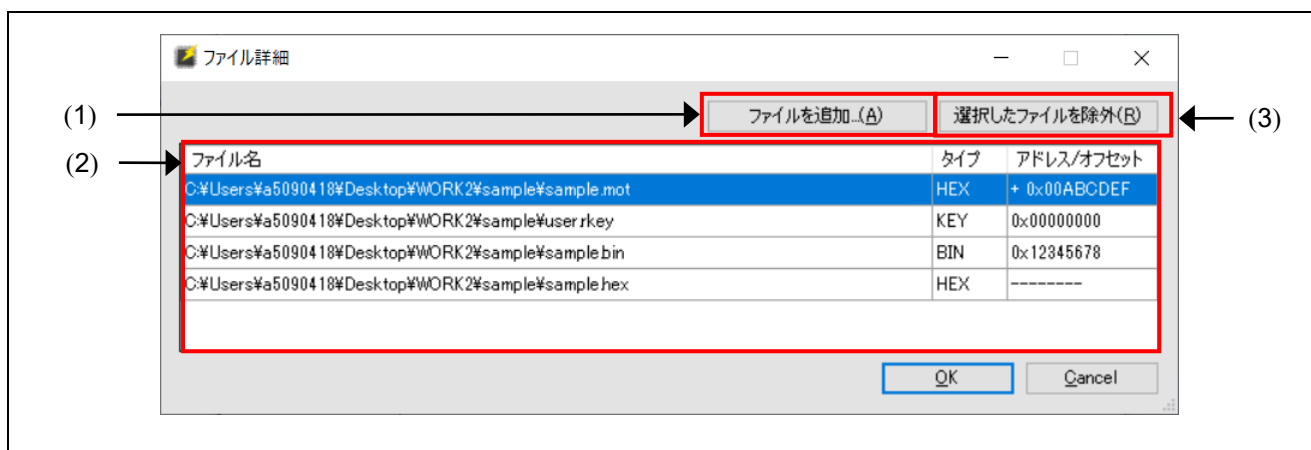 ファイル詳細
(1)
ファイルを追加...(A)
選択したファイルを除外(R)
(3)
(2)
ファイル名 タイプ アドレス/オフセット
C:¥Users¥a5090418¥Desktop¥WORK2¥sample¥sample.mot HEX + 0x00ABCDEF
C:¥Users¥a5090418¥Desktop¥WORK2¥sample¥user.rkey KEY 0x00000000
C:¥Users¥a5090418¥Desktop¥WORK2¥sample¥sample.bin BIN 0x12345678
C:¥Users¥a5090418¥Desktop¥WORK2¥sample¥sample.hex HEX --------
OK Cancel